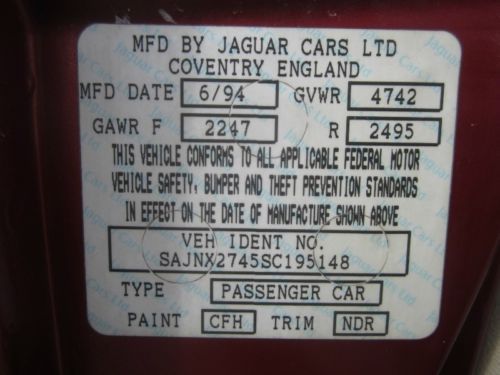 MFD BY JAGUAR CARS LTD
COVENTRY ENGLAND
MFD DATE 6/94 GVWR 4742
GAWR F 2247 R 2495
THIS VEHICLE CONFORMS TO ALL APPLICABLE FEDERAL MOTOR
VEHICLE SAFETY, BUMPER AND THEFT PREVENTION STANDARDS
IN EFFECT ON THE DATE OF MANUFACTURE SHOWN ABOVE
VEH IDENT NO.
SAJNX2745SC195148
TYPE PASSENGER CAR
PAINT CFH TRIM NDR